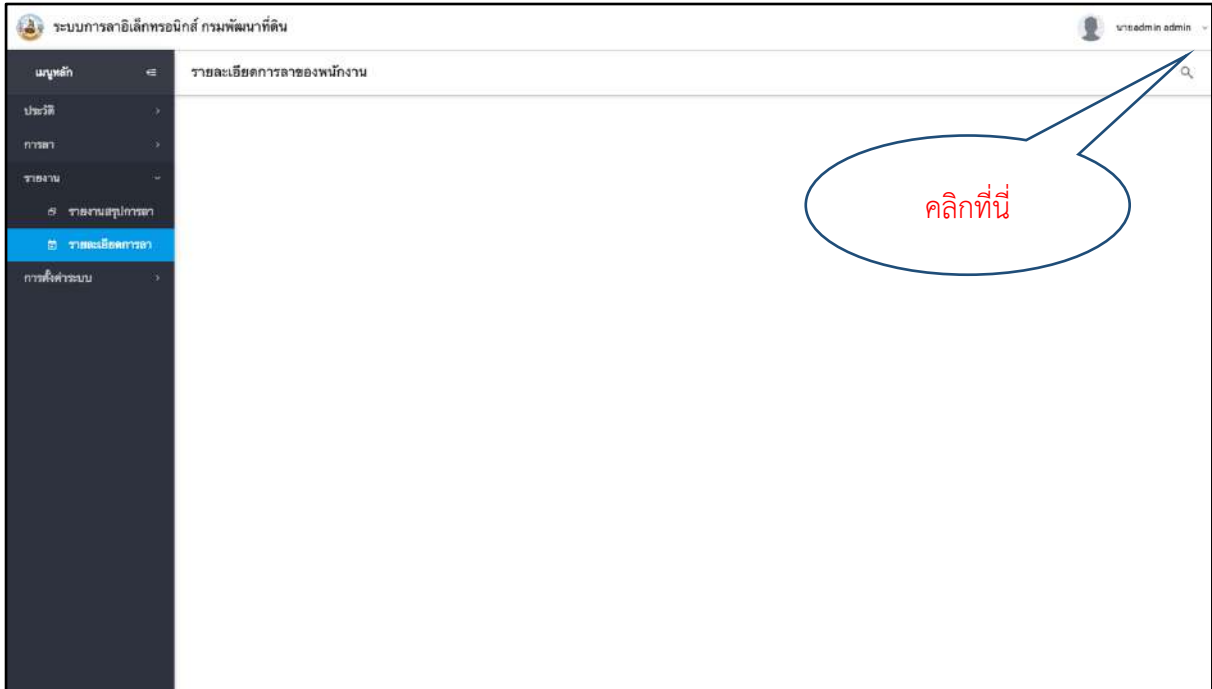 ระบบการลาอิเล็กทรอนิกส์ กรมพัฒนาที่ดิน
นายadmin admin
เมนูหลัก
รายละเอียดการลาของพนักงาน
ประวัติ
การลา
รายงาน
รายงานสรุปการลา
รายละเอียดการลา
การตั้งค่าระบบ
คลิกที่นี่